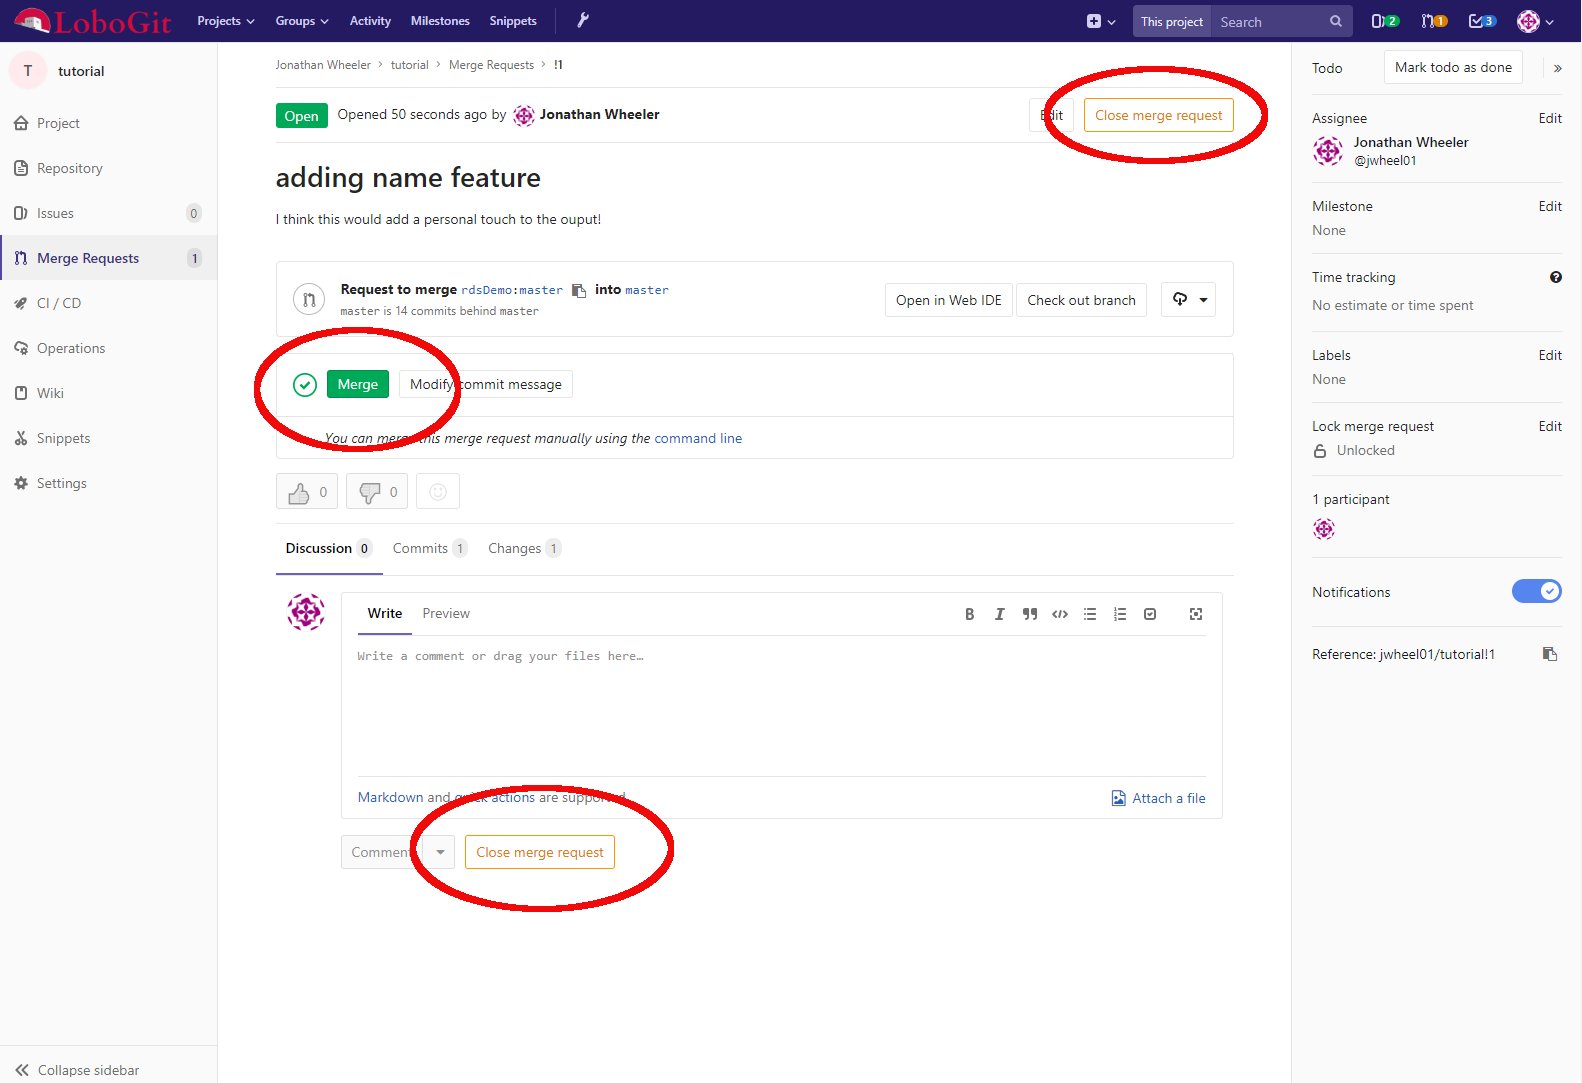 LoboGit Projects Groups Activity Milestones Snippets This project Search 2 1 3
T tutorial
Project
Repository
Issues 0
Merge Requests 1
CI / CD
Operations
Wiki
Snippets
Settings
Collapse sidebar
Jonathan Wheeler > tutorial > Merge Requests > !1
Open Opened 50 seconds ago by Jonathan Wheeler Edit Close merge request
adding name feature
I think this would add a personal touch to the ouput!
Request to merge rdsDemo:master into master
master is 14 commits behind master
Open in Web IDE Check out branch
Merge Modify commit message
You can merge this merge request manually using the command line
0 0
Discussion 0 Commits 1 Changes 1
Write Preview
Write a comment or drag your files here…
Markdown and quick actions are supported
Attach a file
Comment Close merge request
Todo Mark todo as done »
Assignee Edit
Jonathan Wheeler
@jwheel01
Milestone Edit
None
Time tracking
No estimate or time spent
Labels Edit
None
Lock merge request Edit
Unlocked
1 participant
Notifications
Reference: jwheel01/tutorial!1